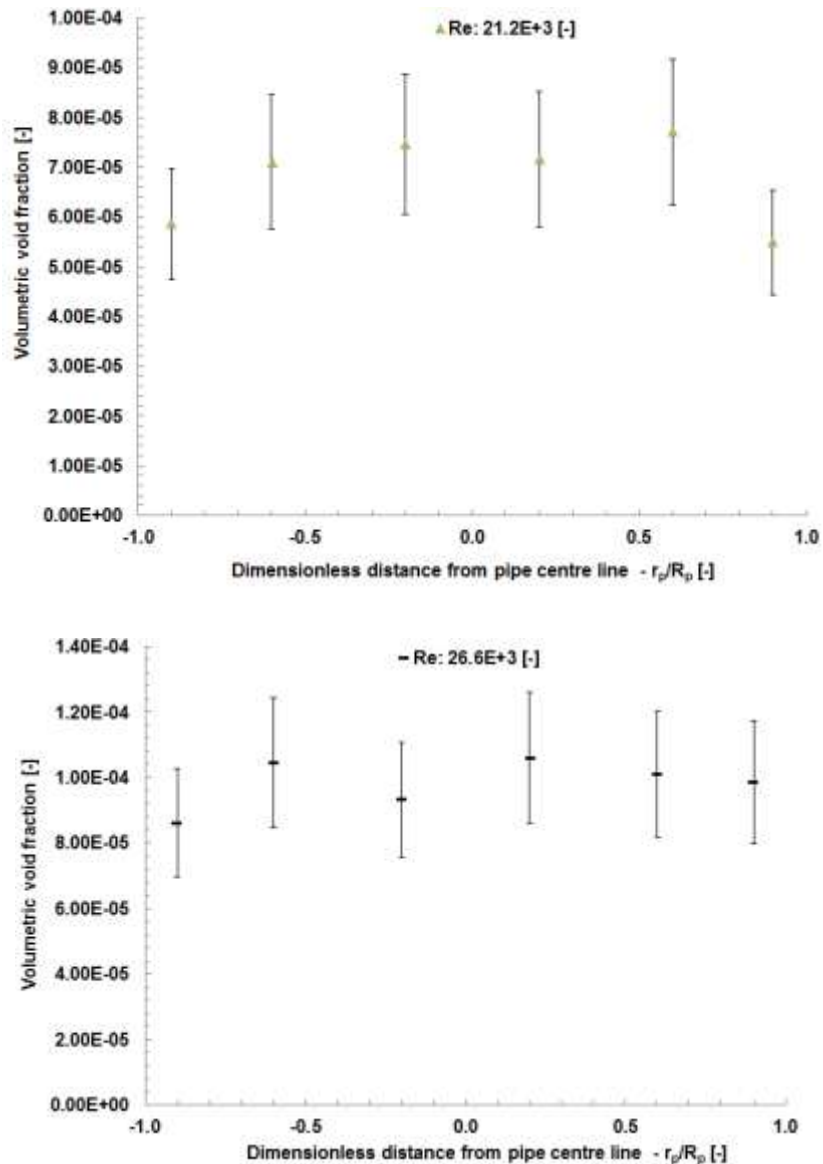 1.00E-04
Re: 21.2E+3 [-]
9.00E-05
8.00E-05
7.00E-05
6.00E-05
5.00E-05
4.00E-05
3.00E-05
2.00E-05
1.00E-05
0.00E+00
Volumetric void fraction [-]
-1.0 -0.5 0.0 0.5 1.0
Dimensionless distance from pipe centre line - rₚ/Rₚ [-]
1.40E-04
Re: 26.6E+3 [-]
1.20E-04
1.00E-04
8.00E-05
6.00E-05
4.00E-05
2.00E-05
0.00E+00
Volumetric void fraction [-]
-1.0 -0.5 0.0 0.5 1.0
Dimensionless distance from pipe centre line - rₚ/Rₚ [-]